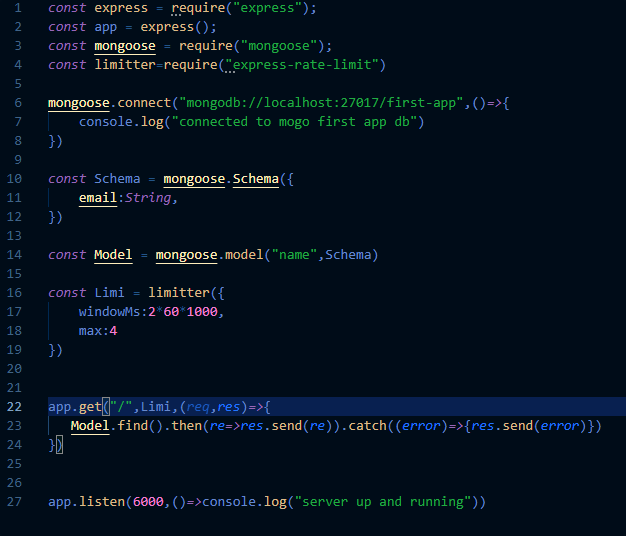 1 const express = require("express");
2 const app = express();
3 const mongoose = require("mongoose");
4 const limitter=require("express-rate-limit")
5
6 mongoose.connect("mongodb://localhost:27017/first-app",()=>{
7     console.log("connected to mogo first app db")
8 })
9
10 const Schema = mongoose.Schema({
11     email:String,
12 })
13
14 const Model = mongoose.model("name",Schema)
15
16 const Limi = limitter({
17     windowMs:2*60*1000,
18     max:4
19 })
20
21
22 app.get("/",Limi,(req,res)=>{
23    Model.find().then(re=>res.send(re)).catch((error)=>{res.send(error)})
24 })
25
26
27 app.listen(6000,()=>console.log("server up and running"))